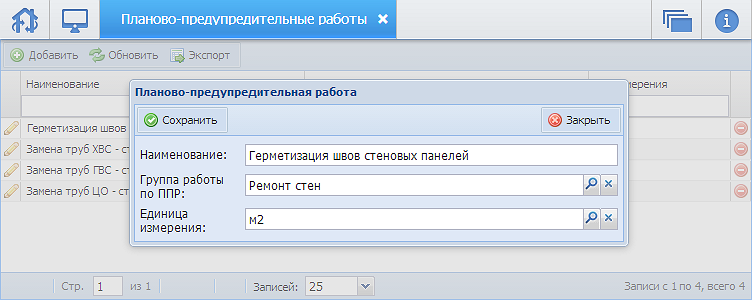 Планово-предупредительные работы
Добавить Обновить Экспорт
Наименование мерения
Планово-предупредительная работа
Сохранить Закрыть
Наименование: Герметизация швов стеновых панелей
Группа работы по ППР: Ремонт стен
Единица измерения: м2
Герметизация швов
Замена труб ХВС - ст
Замена труб ГВС - ст
Замена труб ЦО - ст
Стр. 1 из 1 Записей: 25 Записи с 1 по 4, всего 4